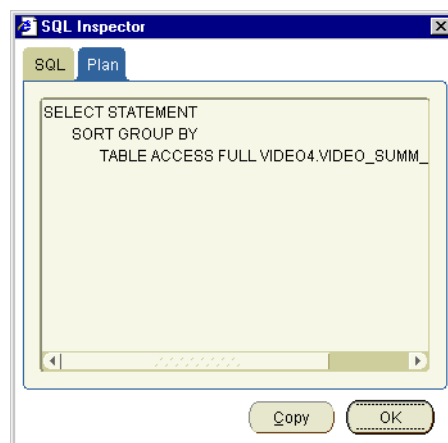 SQL Inspector
SQL Plan
SELECT STATEMENT
SORT GROUP BY
TABLE ACCESS FULL VIDEO4.VIDEO_SUMM_
Copy OK